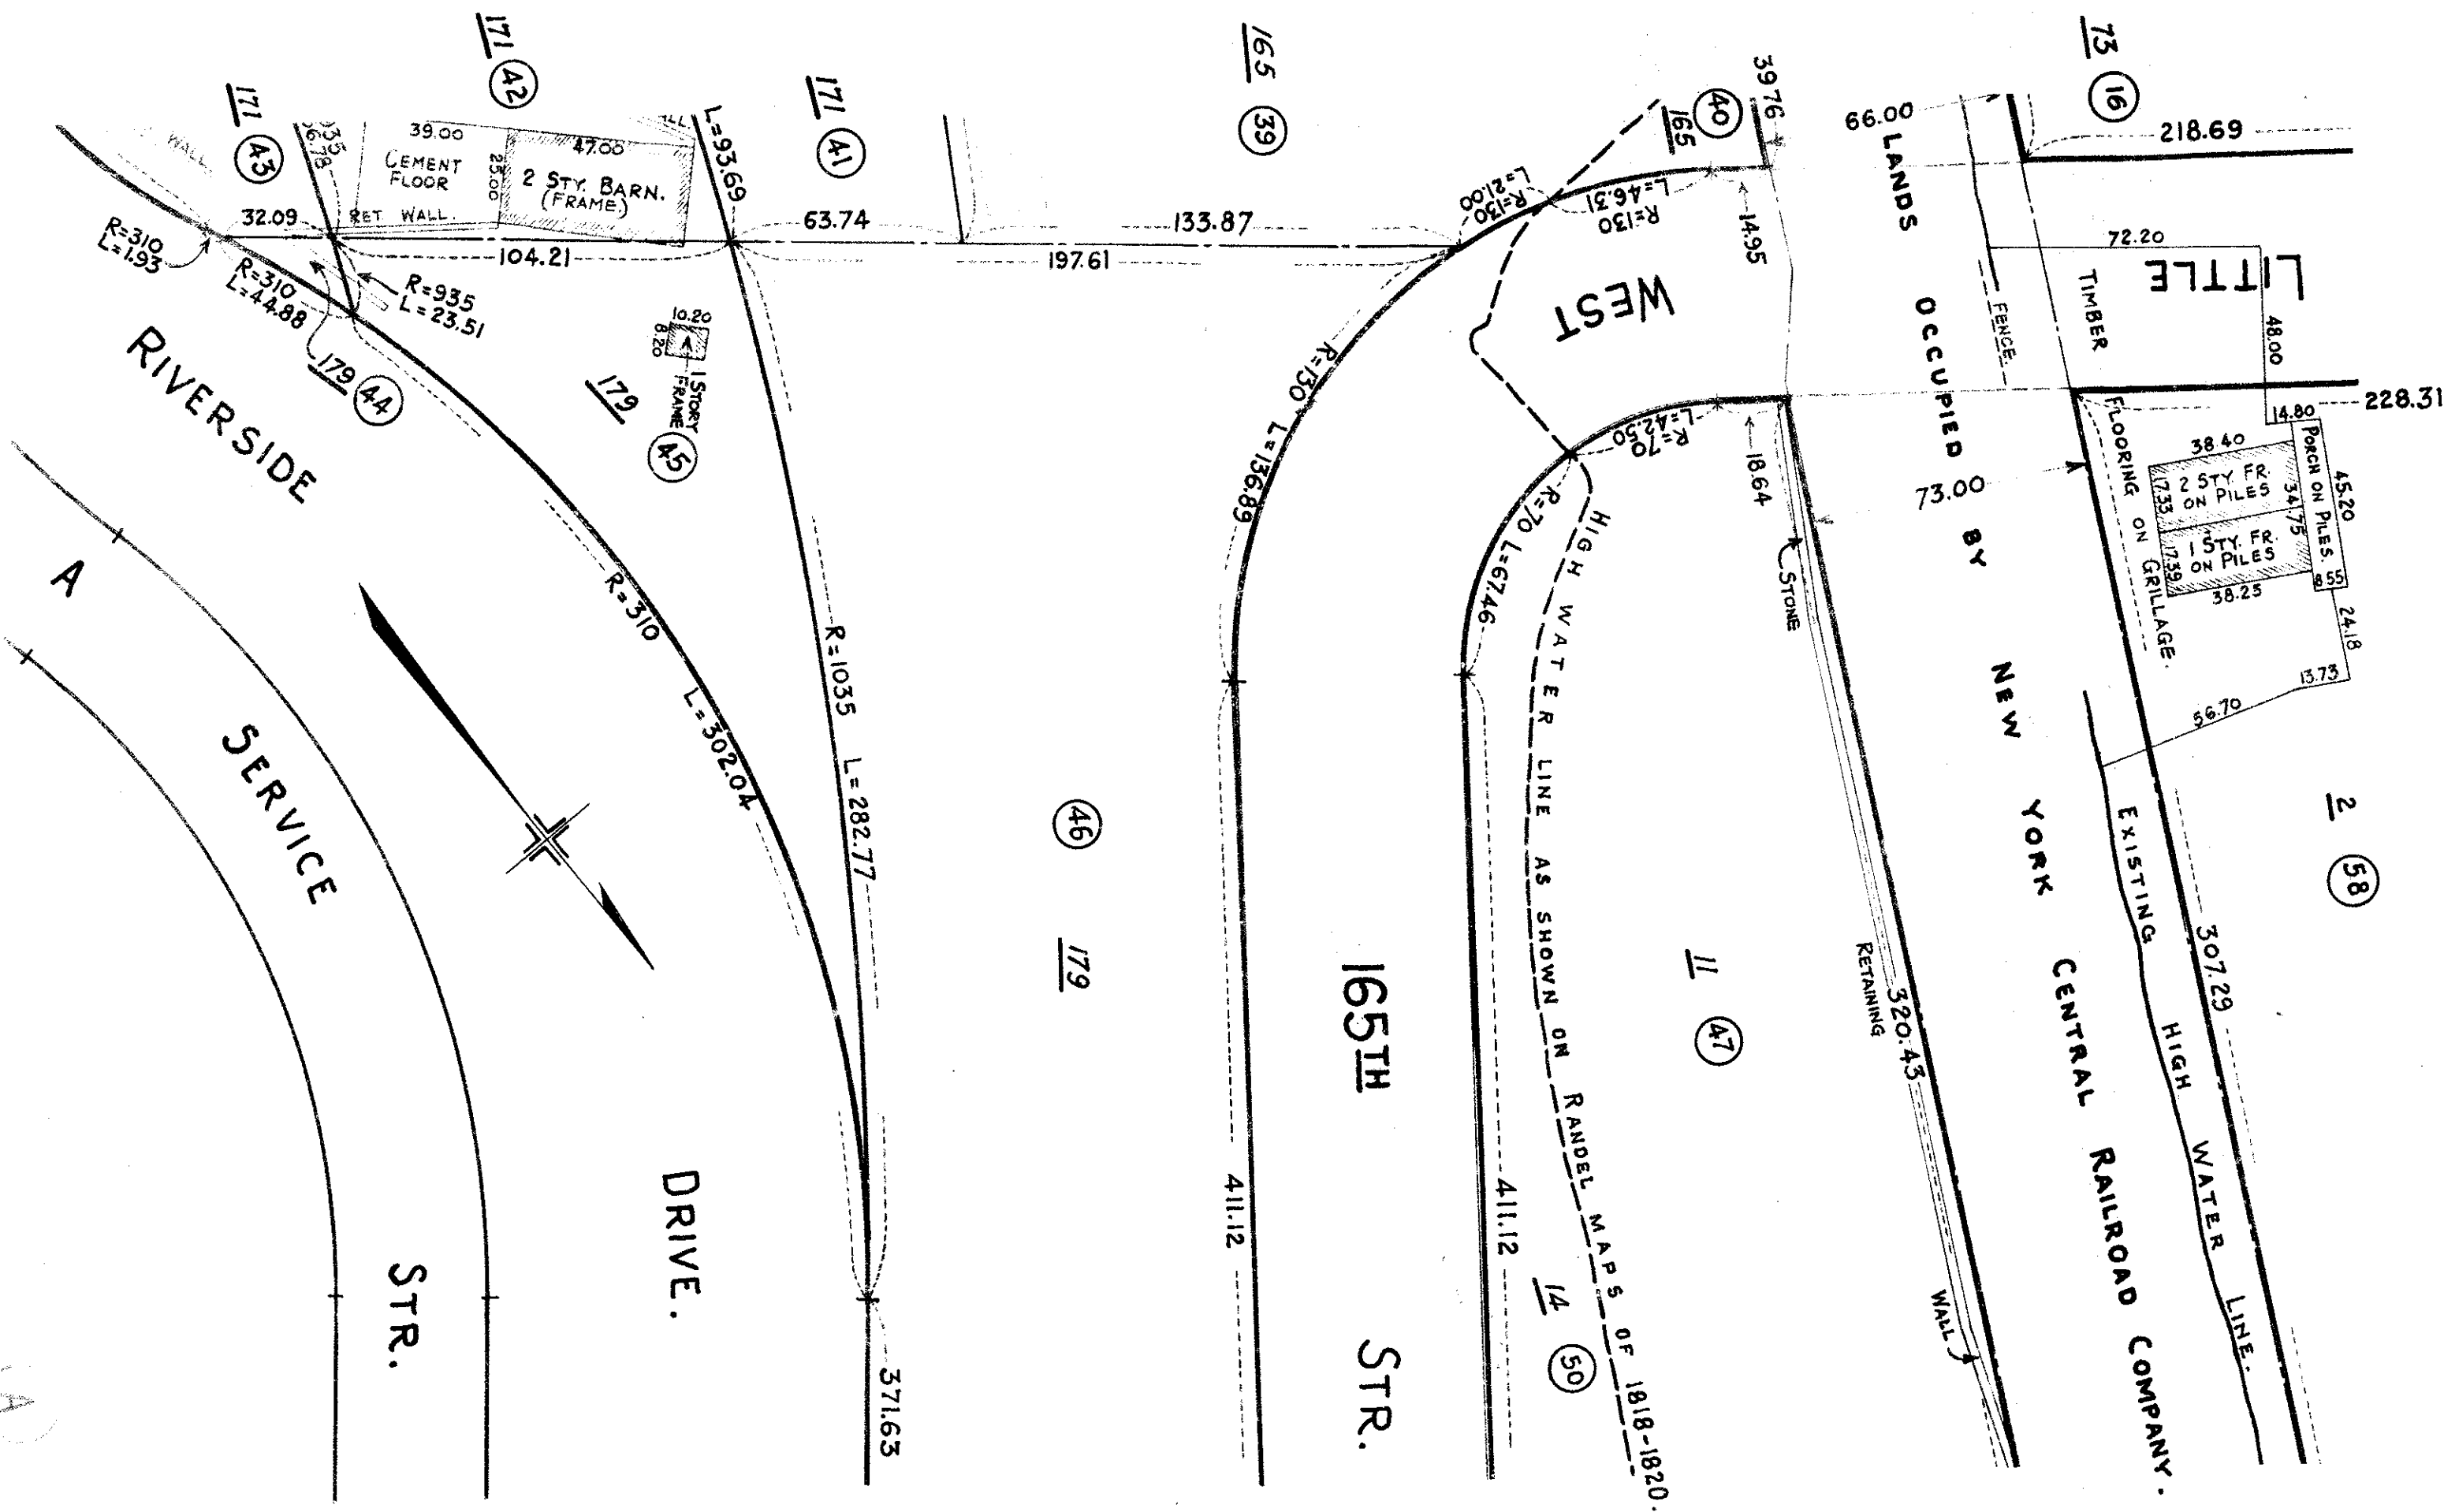 171 (42)
171 (43)
171 (41)
165 (39)
(40)
165
39.76
73 (16)
66.00
218.69
WALL
39.00
CEMENT
FLOOR
25.00
47.00
2 STY. BARN.
(FRAME.)
RET WALL.
L=93.69
32.09
104.21
63.74
133.87
197.61
R=310
L=1.93
R=310
L=44.88
R=935
L=23.51
179 (44)
10.20
8.20
1 STORY
FRAME
179
(45)
R=130
L=21.00
R=130
L=46.31
14.95
R=130 L=136.89
R=70
L=42.50
18.64
R=70 L=67.46
WEST
165TH
STR.
72.20
FENCE
TIMBER
LITTLE
48.00
228.31
14.80
PORCH ON PILES.
45.20
38.40
2 STY FR.
ON PILES
17.33
34.75
1 STY. FR.
ON PILES
17.39
38.25
8.55
24.18
13.73
56.70
FLOORING ON GRILLAGE.
73.00
STONE
RETAINING
WALL
LANDS OCCUPIED BY NEW YORK CENTRAL RAILROAD COMPANY.
EXISTING HIGH WATER LINE.
307.29
320.43
2
(58)
11
(47)
14
(50)
HIGH WATER LINE AS SHOWN ON RANDEL MAPS OF 1818-1820.
411.12
411.12
(46)
179
R=1035 L=282.77
R=310 L=302.04
371.63
RIVERSIDE
DRIVE.
A
SERVICE
STR.